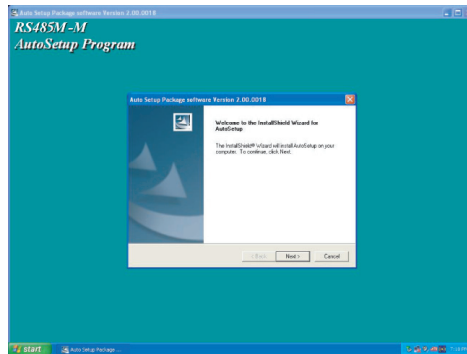 Auto Setup Package software Version 2.00.0018
RS485M-M
AutoSetup Program
Auto Setup Package software Version 2.00.0018
Welcome to the InstallShield Wizard for
AutoSetup
The InstallShield® Wizard will install AutoSetup on your
computer. To continue, click Next.
< Back
Next >
Cancel
start
Auto Setup Package ...